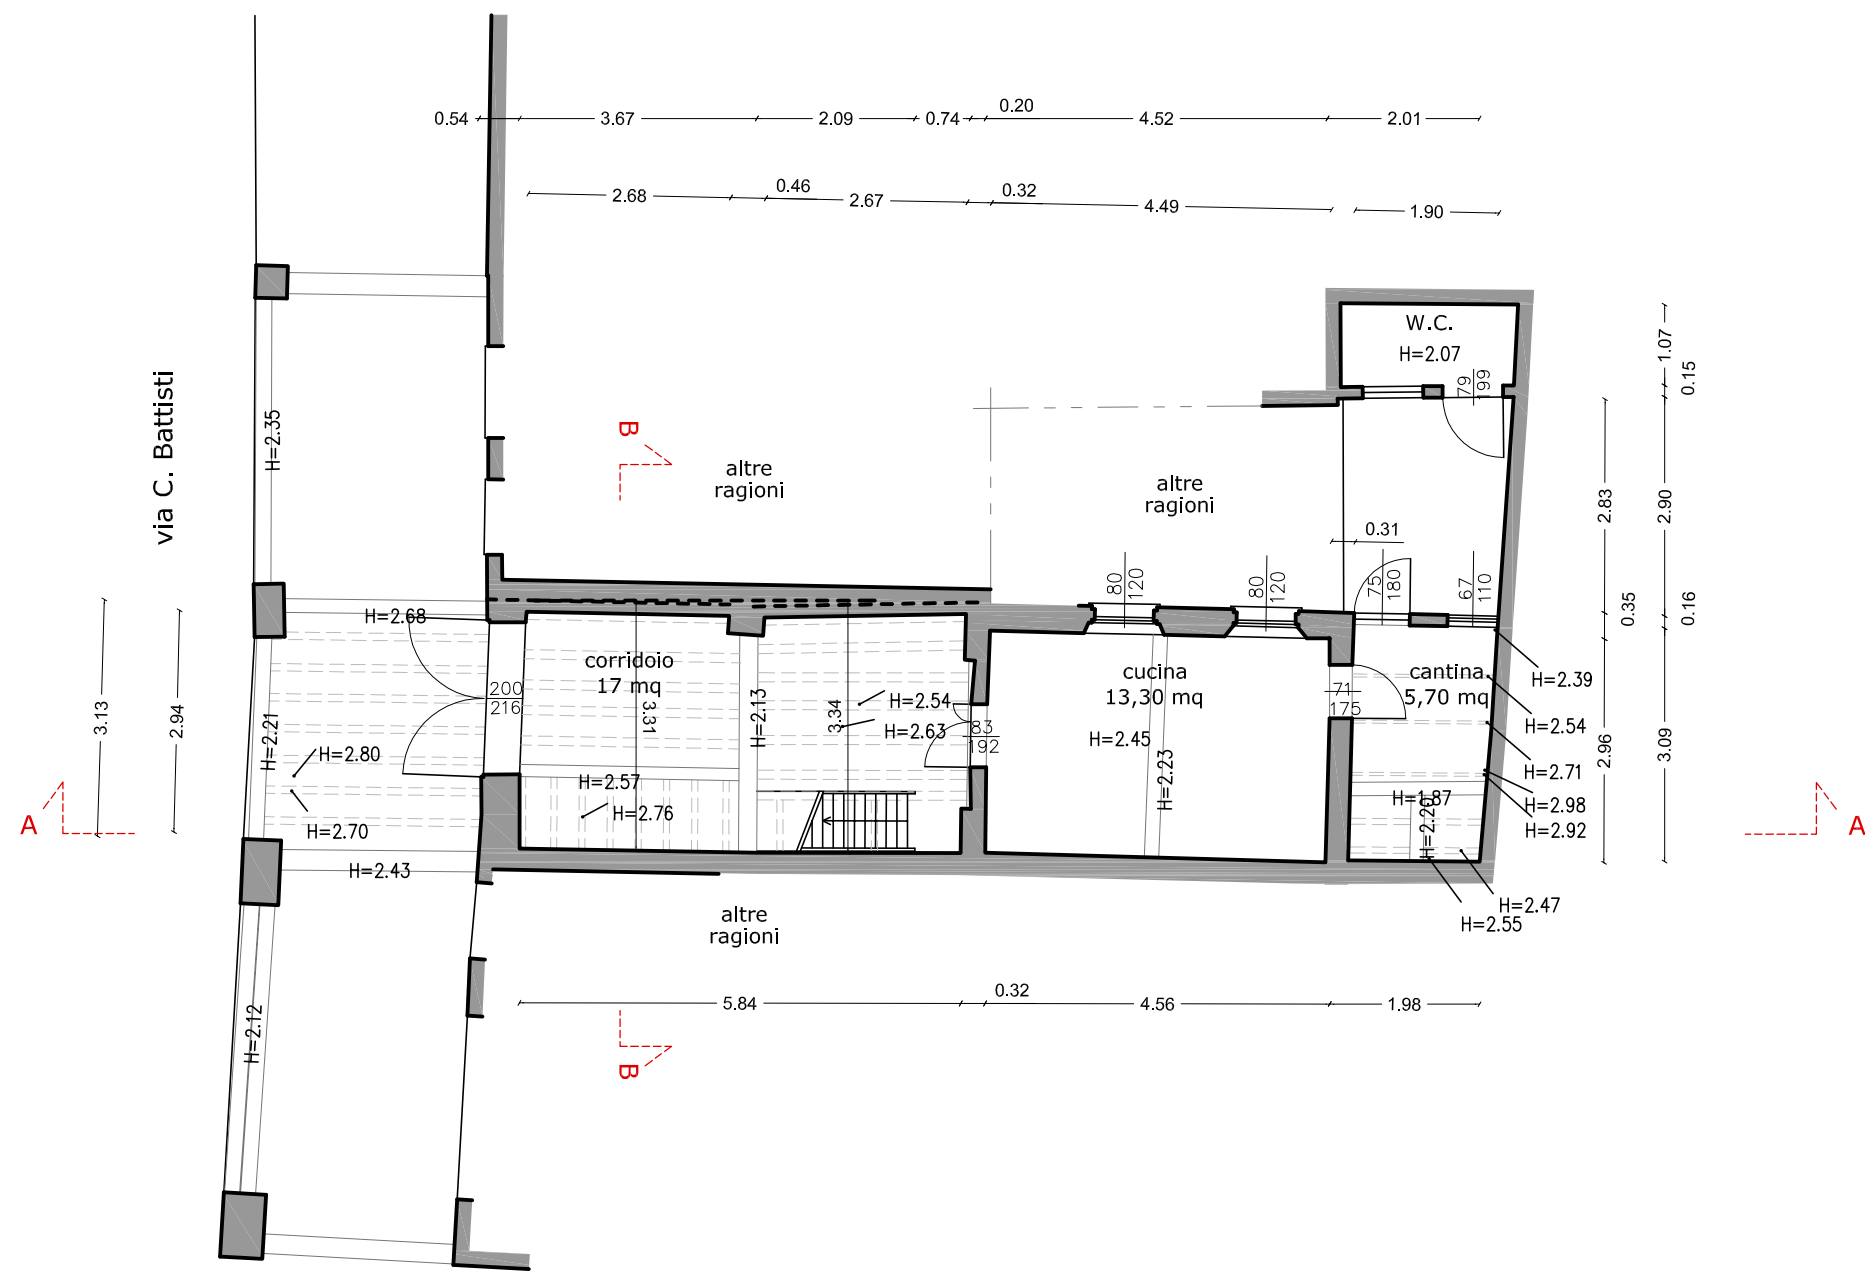 0.54
3.67
2.09
0.74
0.20
4.52
2.01
2.68
0.46
2.67
0.32
4.49
1.90
W.C.
H=2.07
79
199
1.07
0.15
via C. Battisti
H=2.35
B
altre
ragioni
altre
ragioni
0.31
2.83
2.90
80
120
80
120
75
180
67
110
0.35
0.16
H=2.68
corridoio
17 mq
200
216
3.31
H=2.13
3.34
H=2.54
H=2.63
83
192
cucina
13,30 mq
H=2.45
H=2.23
71
175
cantina
5,70 mq
H=2.39
H=2.54
H=2.71
H=2.98
H=2.92
H=1.87
H=2.20
H=2.47
H=2.55
2.96
3.09
3.13
2.94
H=2.21
H=2.80
H=2.70
H=2.57
H=2.76
A
A
H=2.43
altre
ragioni
5.84
0.32
4.56
1.98
H=2.12
B